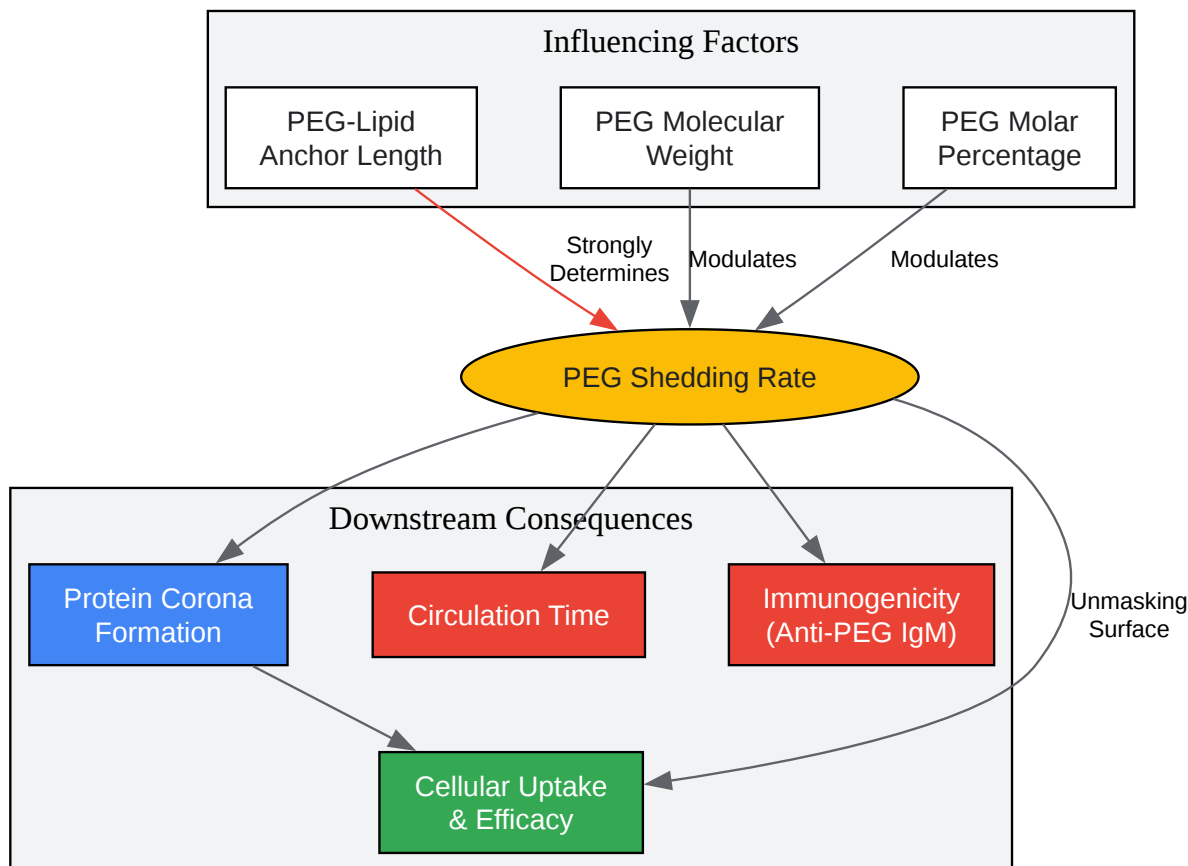 Influencing Factors
PEG-Lipid
Anchor Length
PEG Molecular
Weight
PEG Molar
Percentage
Strongly
Determines
Modulates
Modulates
PEG Shedding Rate
Downstream Consequences
Protein Corona
Formation
Circulation Time
Immunogenicity
(Anti-PEG IgM)
Unmasking
Surface
Cellular Uptake
& Efficacy